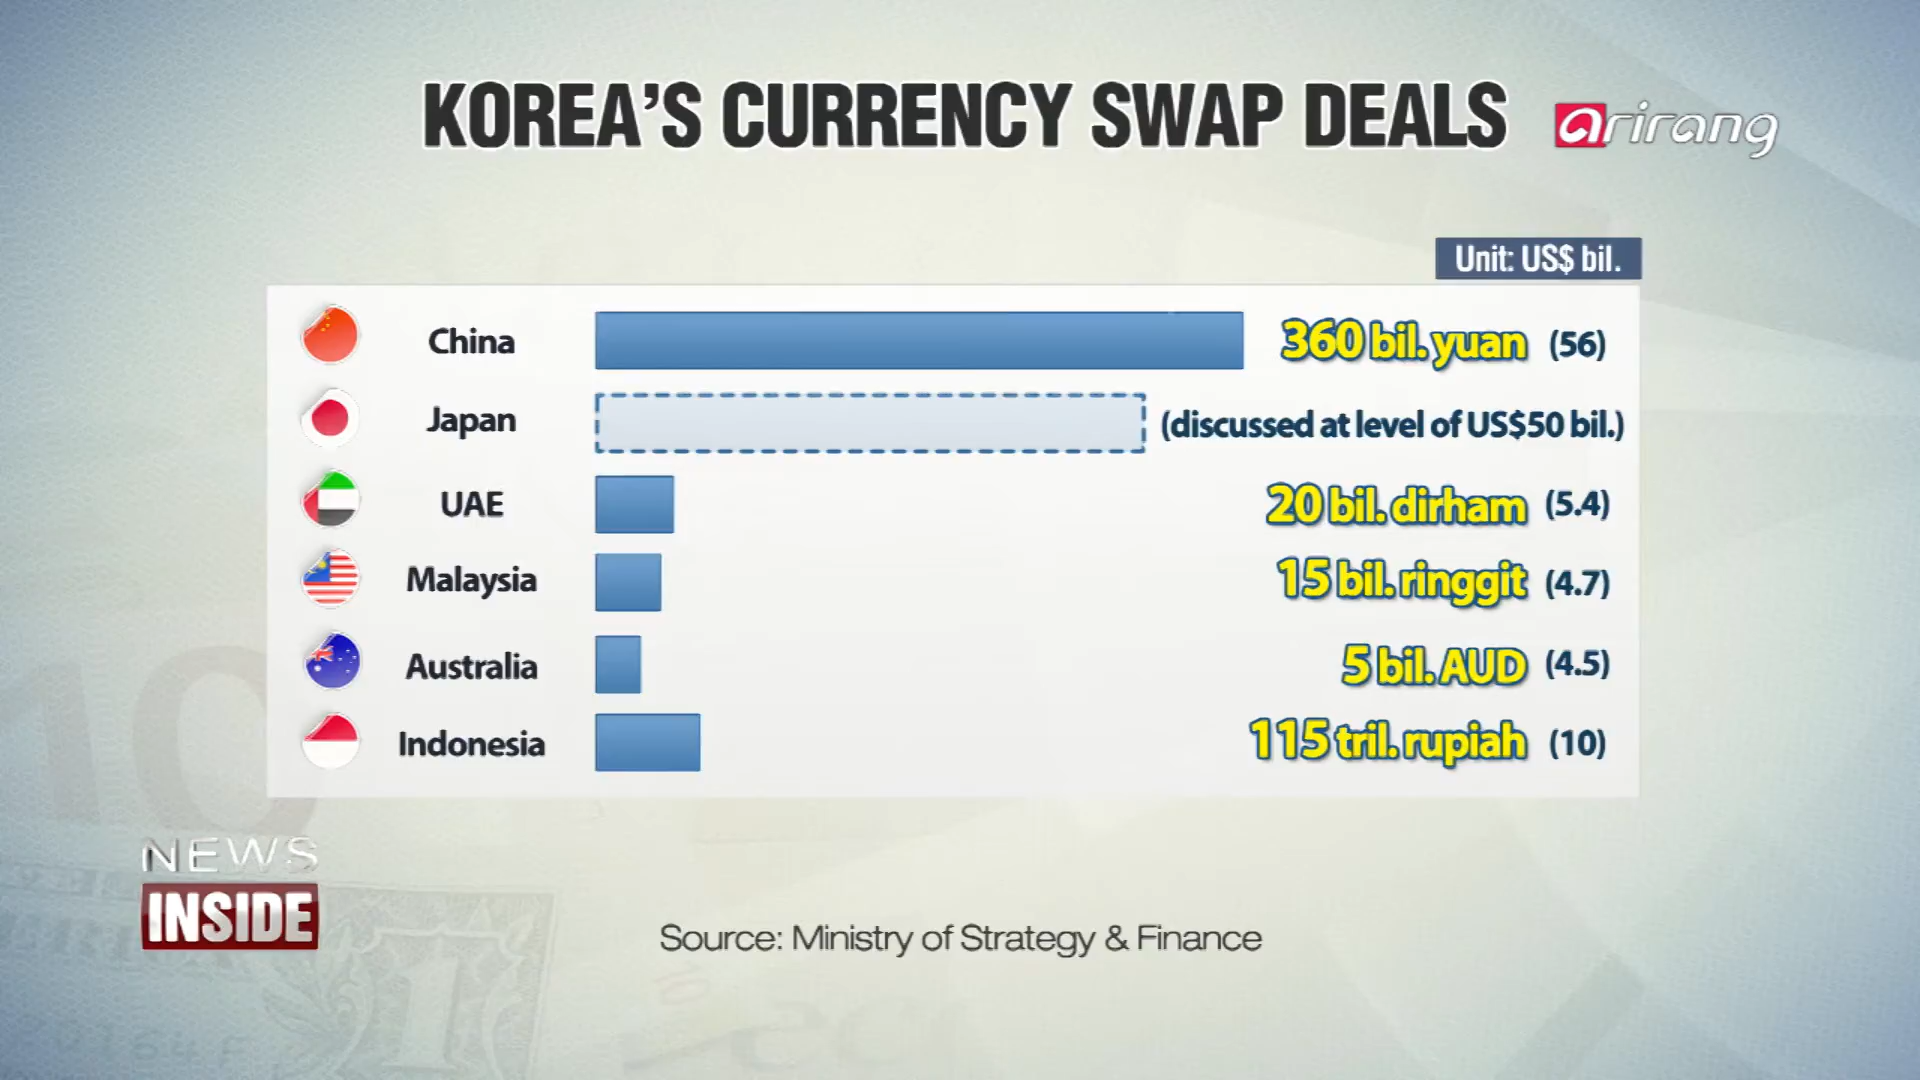 KOREA'S CURRENCY SWAP DEALS
arirang
Unit: US$ bil.
China 360 bil. yuan (56)
Japan (discussed at level of US$50 bil.)
UAE 20 bil. dirham (5.4)
Malaysia 15 bil. ringgit (4.7)
Australia 5 bil. AUD (4.5)
Indonesia 115 tril. rupiah (10)
10
NEWS
INSIDE
Source: Ministry of Strategy & Finance